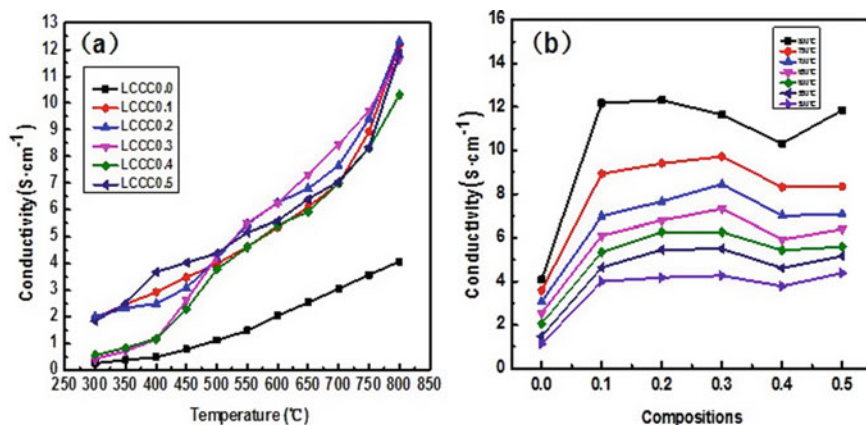 (a)
13
12
11
10
9
8
7
6
5
4
3
2
1
0
Conductivity(S·cm⁻¹)
LCCC0.0
LCCC0.1
LCCC0.2
LCCC0.3
LCCC0.4
LCCC0.5
250 300 350 400 450 500 550 600 650 700 750 800 850
Temperature (℃)
(b)
16
14
12
10
8
6
4
2
0
Conductivity(S·cm⁻¹)
0.0 0.1 0.2 0.3 0.4 0.5
Compositions